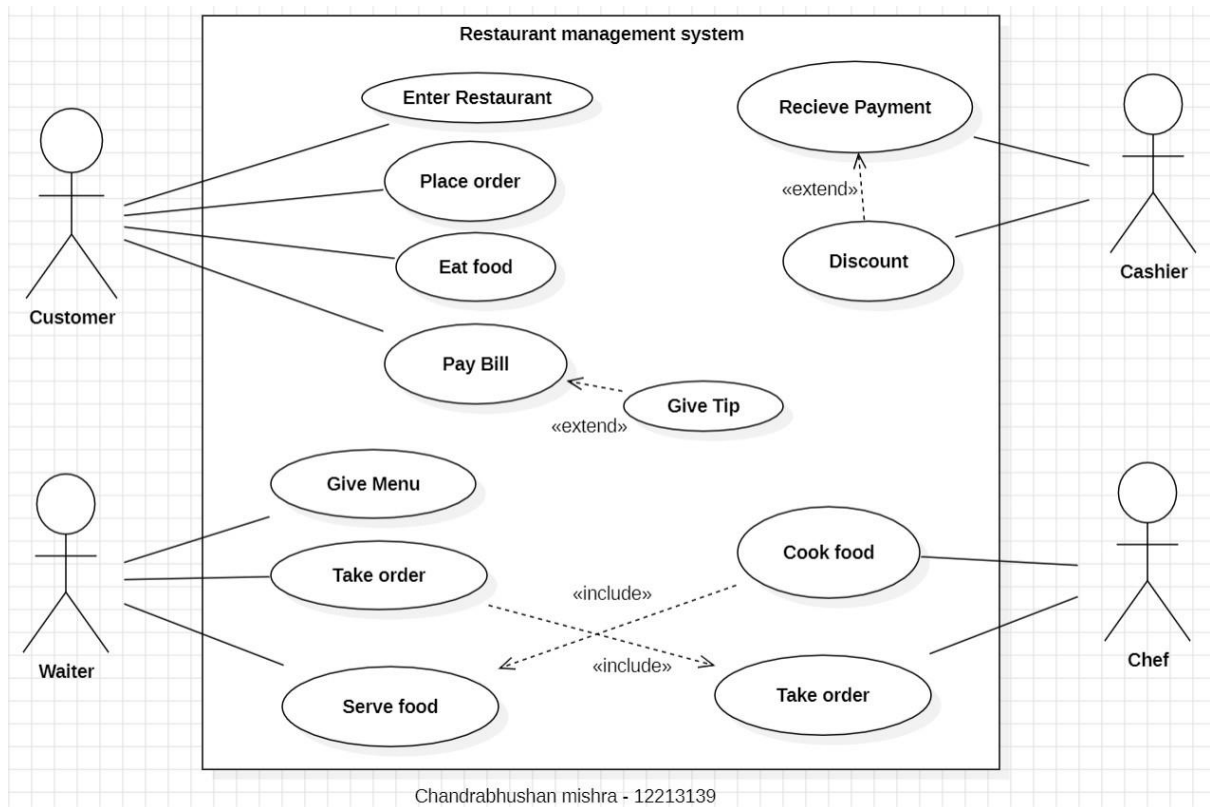 Restaurant management system
Enter Restaurant
Recieve Payment
Place order
«extend»
Eat food
Discount
Cashier
Customer
Pay Bill
Give Tip
«extend»
Give Menu
Cook food
Take order
«include»
«include»
Waiter
Chef
Serve food
Take order
Chandrabhushan mishra - 12213139